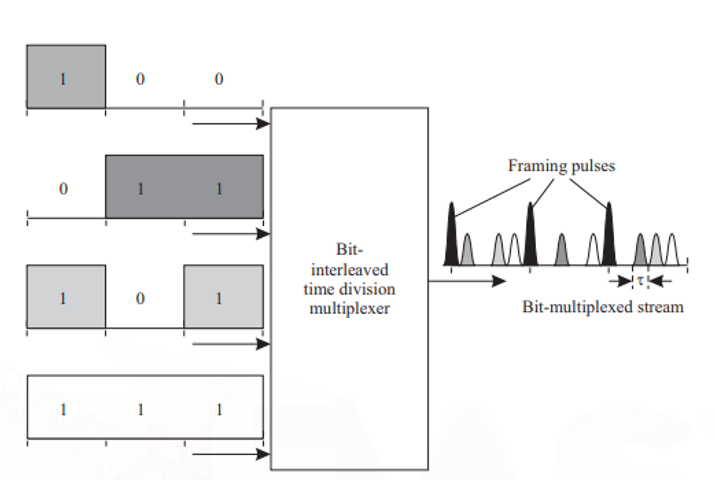 1 0 0
0 1 1
1 0 1
1 1 1
Bit-
interleaved
time division
multiplexer
Framing pulses
τ
Bit-multiplexed stream